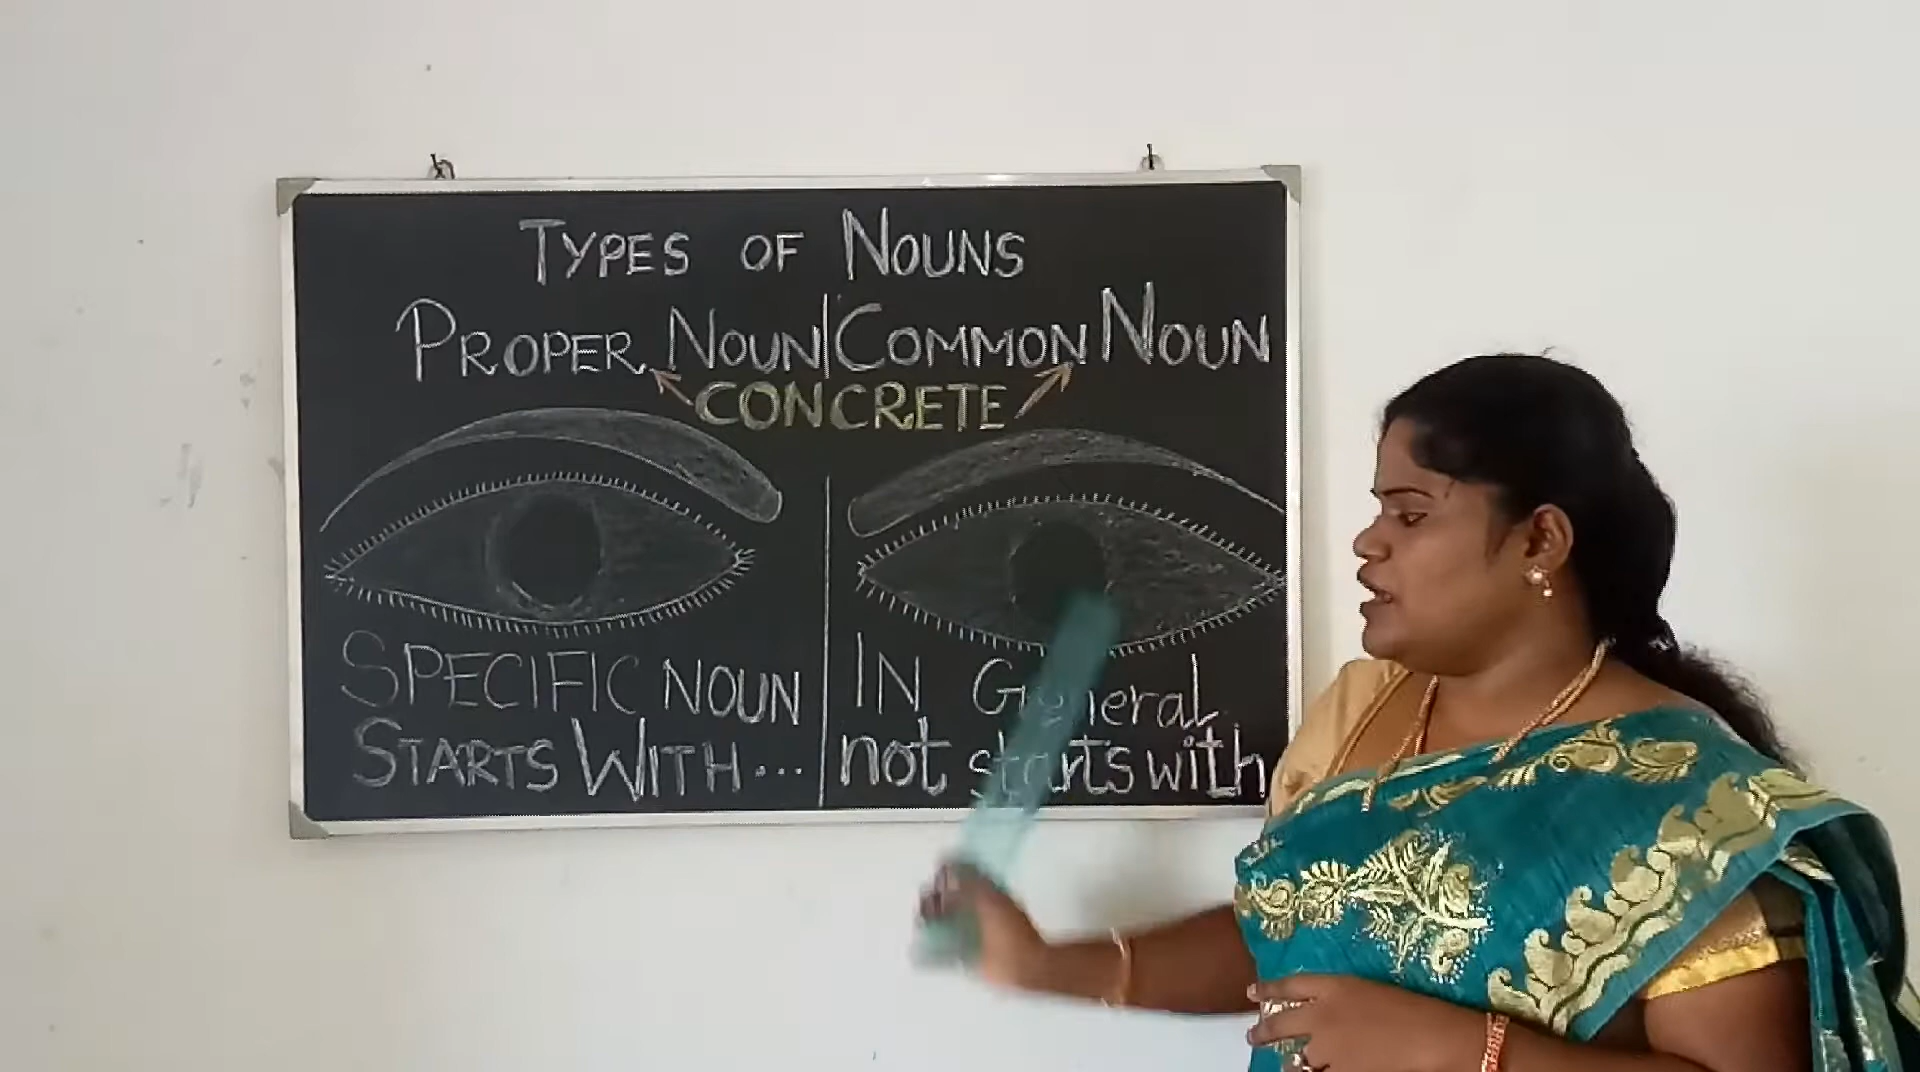 TYPES OF NOUNS
PROPER NOUN|COMMON NOUN
CONCRETE
SPECIFIC NOUN
STARTS WITH...
IN General
not starts with